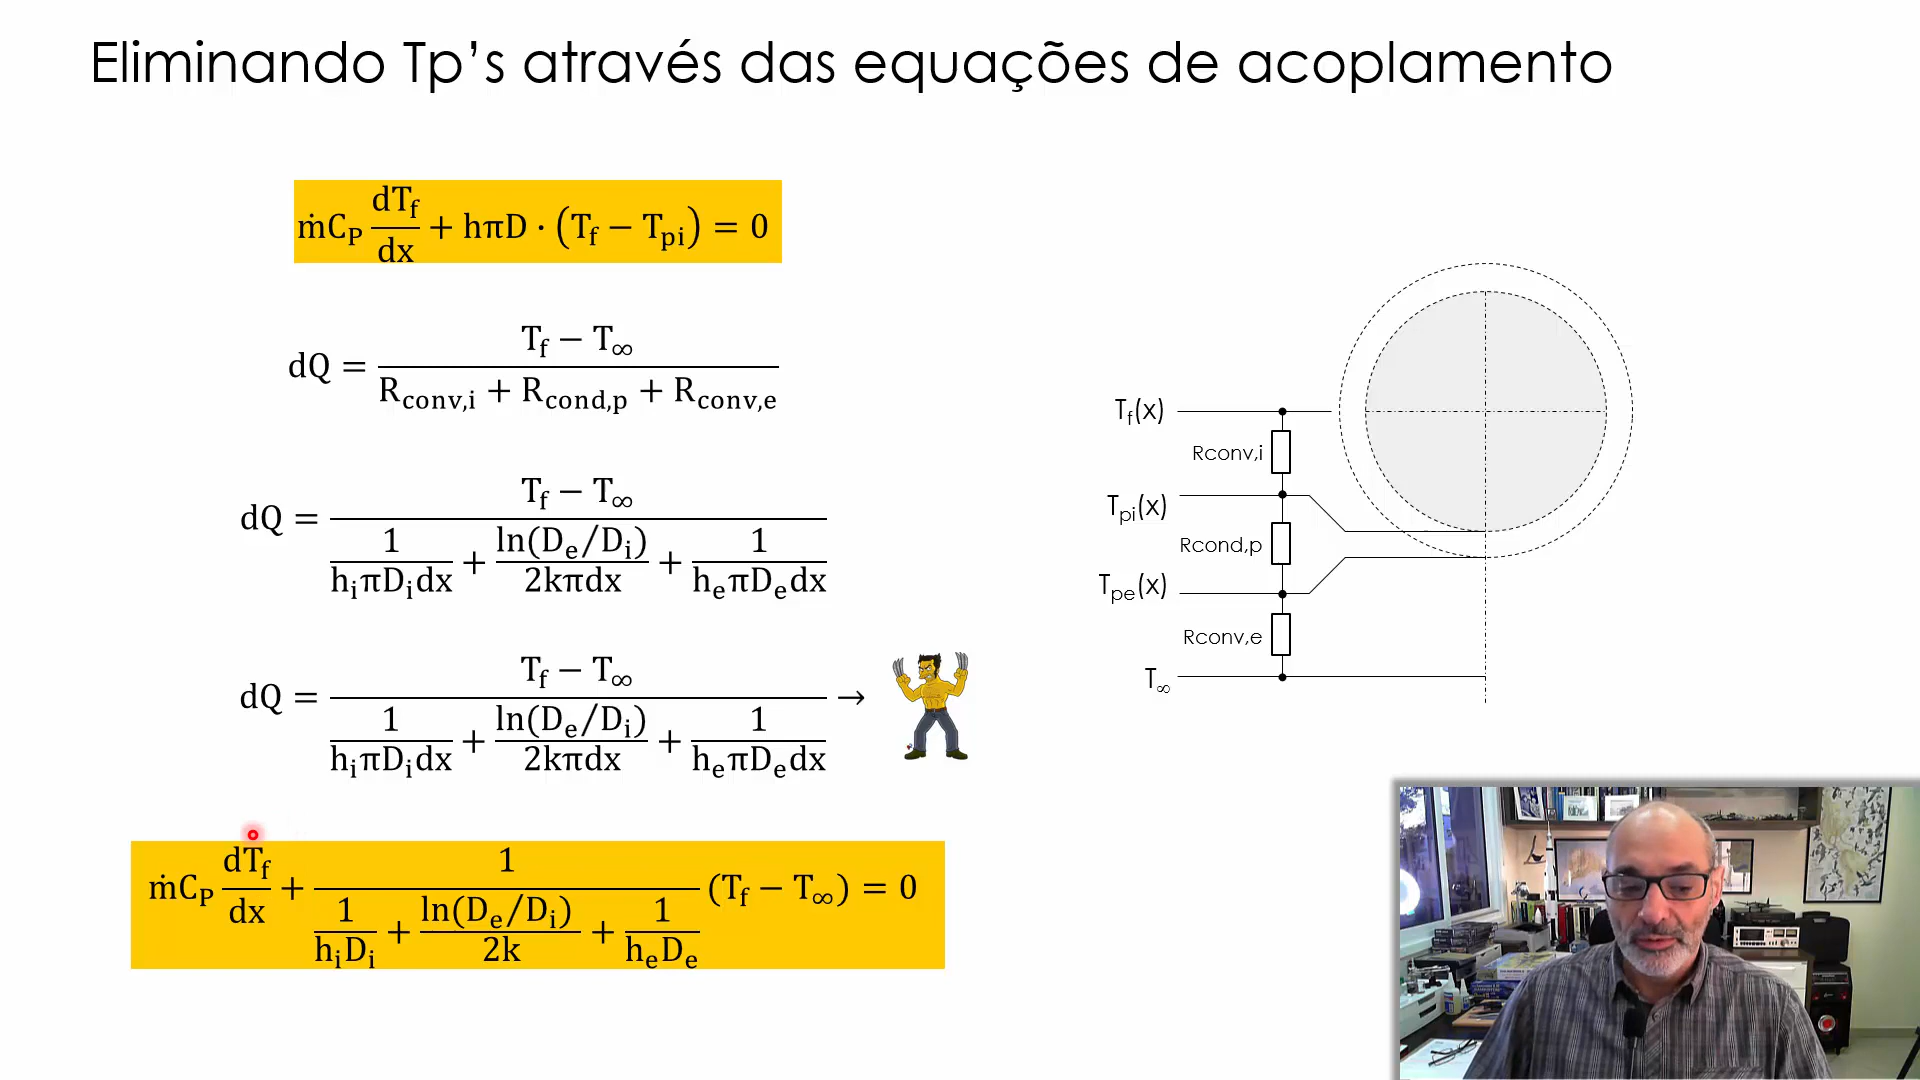 Eliminando Tp’s através das equações de acoplamento
ṁC_P dT_f/dx + hπD · (T_f − T_pi) = 0
dQ = (T_f − T_∞)/(R_conv,i + R_cond,p + R_conv,e)
dQ = (T_f − T_∞)/(1/(h_iπD_idx) + ln(D_e/D_i)/(2kπdx) + 1/(h_eπD_edx))
dQ = (T_f − T_∞)/(1/(h_iπD_idx) + ln(D_e/D_i)/(2kπdx) + 1/(h_eπD_edx)) →
ṁC_P dT_f/dx + 1/(1/(h_iD_i) + ln(D_e/D_i)/(2k) + 1/(h_eD_e)) (T_f − T_∞) = 0
T_f(x)
Rconv,i
T_pi(x)
Rcond,p
T_pe(x)
Rconv,e
T_∞